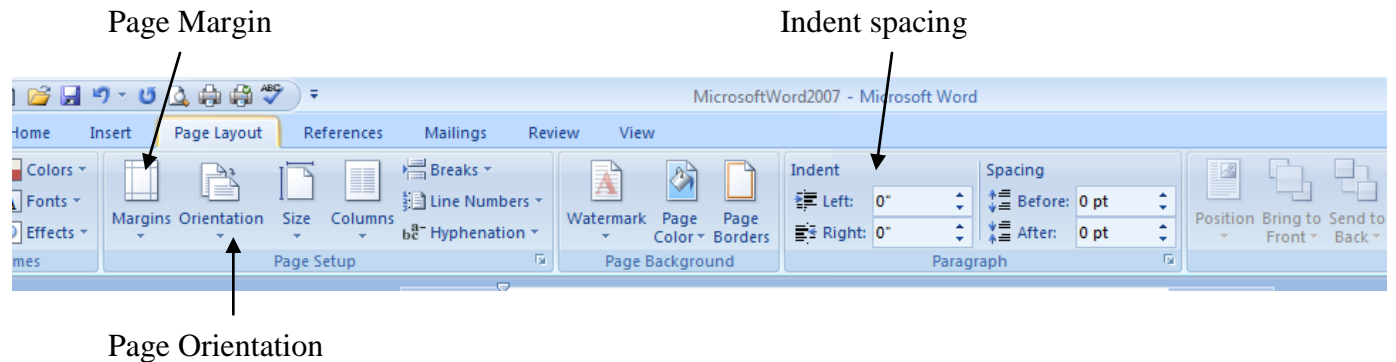 Page Margin Indent spacing
ABC
MicrosoftWord2007 - Microsoft Word
Home Insert Page Layout References Mailings Review View
Colors Breaks Indent Spacing
A Fonts Line Numbers Left: 0" Before: 0 pt
Margins Orientation Size Columns Watermark Page Color Page Borders Position Bring to Front Send to Back
Effects Hyphenation Right: 0" After: 0 pt
mes Page Setup Page Background Paragraph
Page Orientation